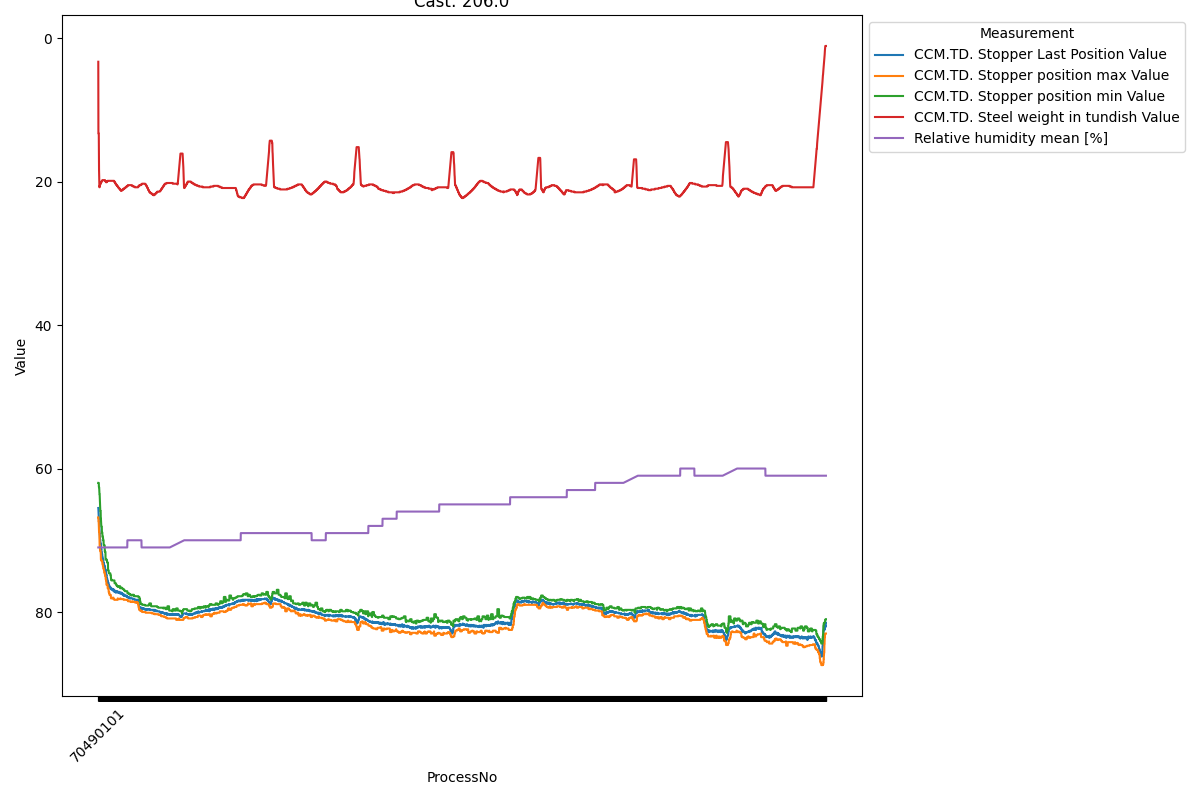 Cast: 206.0
Measurement
CCM.TD. Stopper Last Position Value
CCM.TD. Stopper position max Value
CCM.TD. Stopper position min Value
CCM.TD. Steel weight in tundish Value
Relative humidity mean [%]
0
20
40
60
80
Value
70490101
ProcessNo